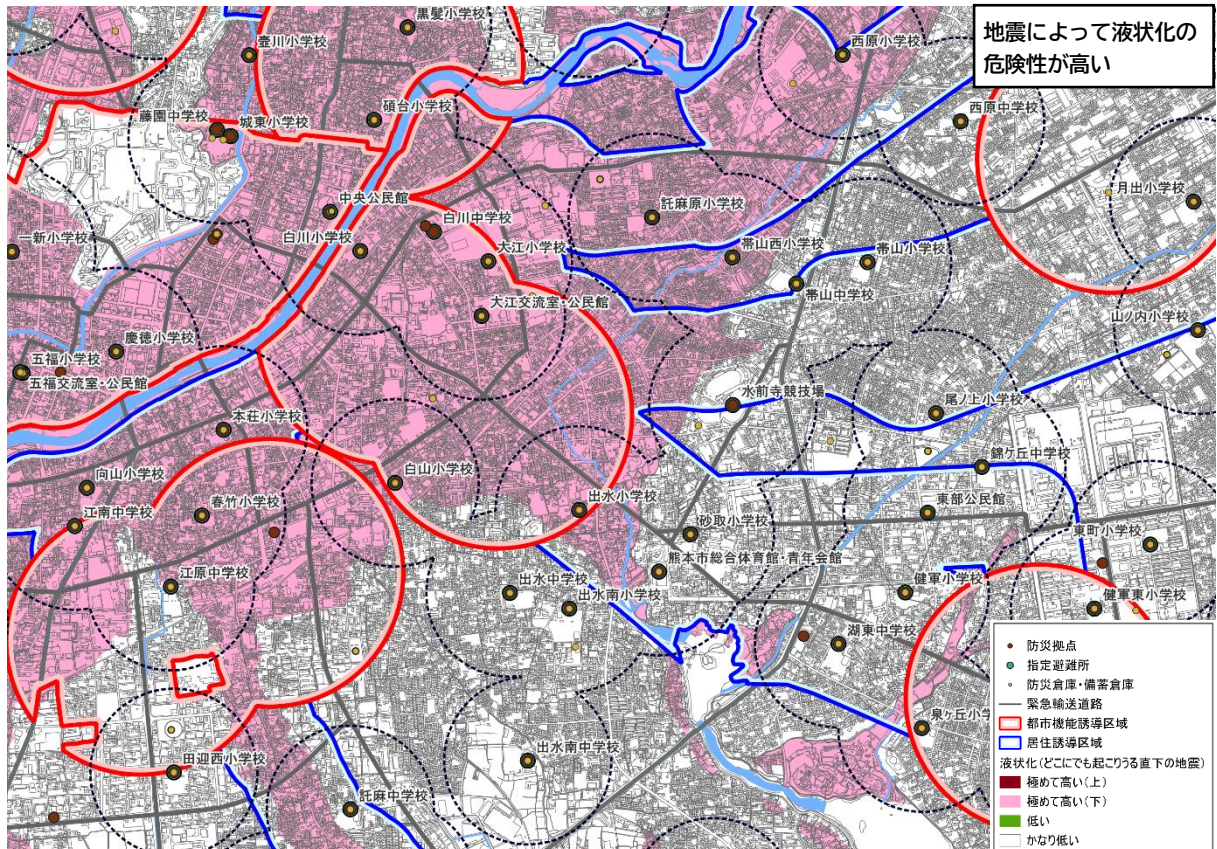 地震によって液状化の
危険性が高い
黒髪小学校
壺川小学校
西原小学校
碩台小学校
藤園中学校
城東小学校
西原中学校
月出小学校
中央公民館
白川中学校
託麻原小学校
一新小学校
白川小学校
大江小学校
帯山西小学校
帯山小学校
帯山中学校
大江交流室・公民館
山ノ内小学校
慶徳小学校
五福小学校
五福交流室・公民館
水前寺競技場
尾ノ上小学校
本荘小学校
錦ケ丘中学校
向山小学校
白山小学校
春竹小学校
江南中学校
出水小学校
砂取小学校
東部公民館
東町小学校
熊本市総合体育館・青年会館
江原中学校
出水中学校
出水南小学校
健軍小学校
健軍東小学校
湖東中学校
泉ヶ丘小学
出水南中学校
田迎西小学校
託麻中学校
防災拠点
指定避難所
防災倉庫・備蓄倉庫
緊急輸送道路
都市機能誘導区域
居住誘導区域
液状化(どこにでも起こりうる直下の地震)
極めて高い(上)
極めて高い(下)
低い
かなり低い